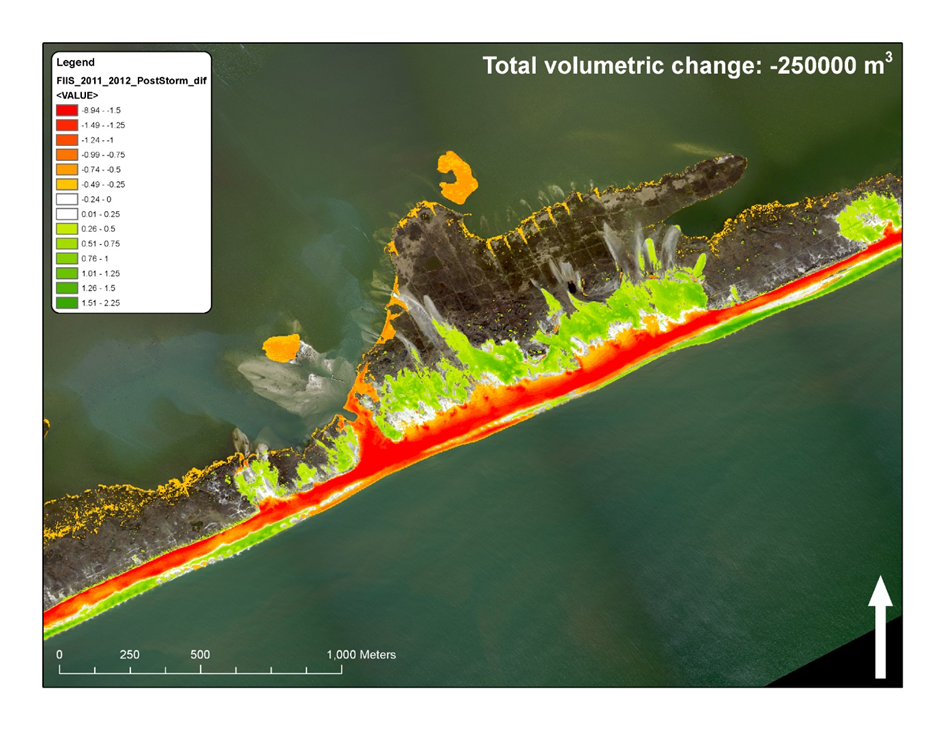 Total volumetric change: -250000 m³
Legend
FIIS_2011_2012_PostStorm_dif
<VALUE>
-8.94 - -1.5
-1.49 - -1.25
-1.24 - -1
-0.99 - -0.75
-0.74 - -0.5
-0.49 - -0.25
-0.24 - 0
0.01 - 0.25
0.26 - 0.5
0.51 - 0.75
0.76 - 1
1.01 - 1.25
1.26 - 1.5
1.51 - 2.25
0 250 500 1,000 Meters